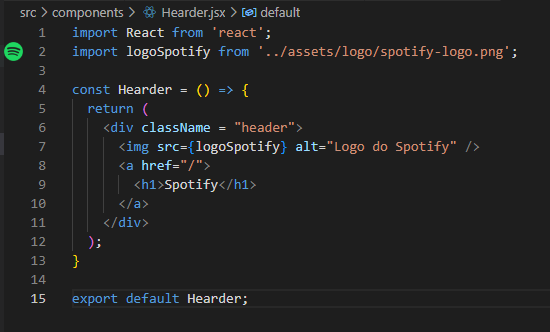 src > components > Hearder.jsx > default
1 import React from 'react';
2 import logoSpotify from '../assets/logo/spotify-logo.png';
3
4 const Hearder = () => {
5   return (
6     <div className = "header">
7       <img src={logoSpotify} alt="Logo do Spotify" />
8       <a href="/">
9         <h1>Spotify</h1>
10       </a>
11     </div>
12   );
13 }
14
15 export default Hearder;